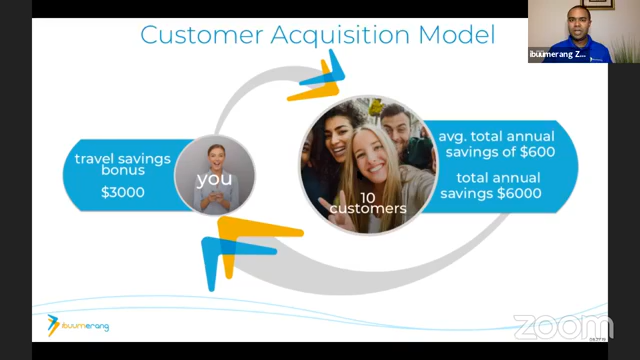 Customer Acquisition Model
ibuumerang Z...
travel savings
bonus
$3000
you
10
customers
avg. total annual
savings of $600
total annual
savings $6000
ibuumerang
zoom